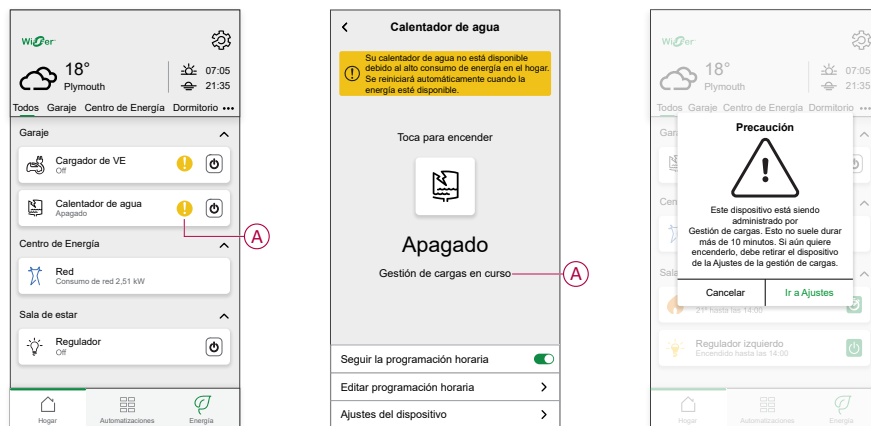 Wiser
18°
Plymouth
07:05
21:35
Todos Garaje Centro de Energía Dormitorio •••
Garaje
Cargador de VE
Off
Calentador de agua
Apagado
A
Centro de Energía
Red
Consumo de red 2,51 kW
Sala de estar
Regulador
Off
Hogar
Automatizaciones
Energía
Calentador de agua
Su calentador de agua no está disponible
debido al alto consumo de energía en el hogar.
Se reiniciará automáticamente cuando la
energía esté disponible.
Toca para encender
Apagado
Gestión de cargas en curso
A
Seguir la programación horaria
Editar programación horaria
Ajustes del dispositivo
Wiser
18°
Plymouth
07:05
21:35
Todos Garaje Centro de Energía Dormitorio •••
Precaución
Este dispositivo está siendo
administrado por
Gestión de cargas. Esto no suele durar
más de 10 minutos. Si aún quiere
encenderlo, debe retirar el dispositivo
de la Ajustes de la gestión de cargas.
Cancelar
Ir a Ajustes
21° hasta las 14:00
Regulador izquierdo
Encendido hasta las 14:00
Hogar
Automatizaciones
Energía